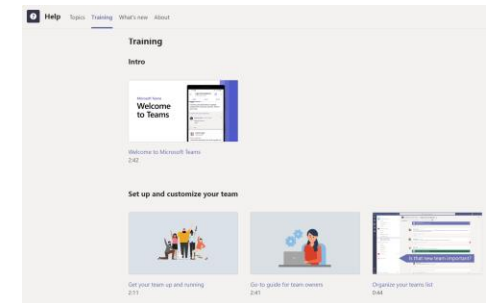 Help Topics Training What's new About
Training
Intro
Microsoft Teams
Welcome
to Teams
Welcome to Microsoft Teams
2:42
Set up and customize your team
Is that new team important?
Get your team up and running
2:11
Go-to guide for team owners
2:41
Organize your teams list
0:44